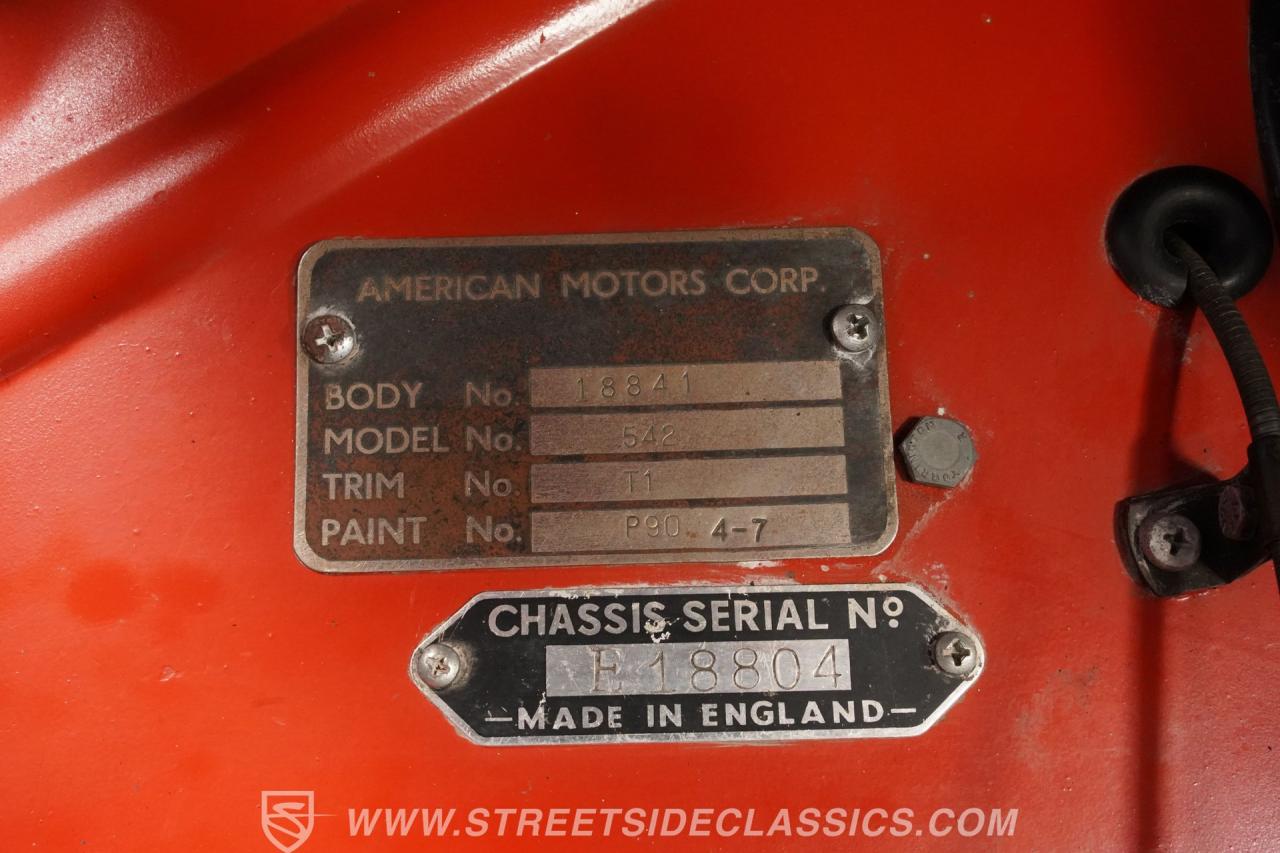 AMERICAN MOTORS CORP.
BODY No. 18841
MODEL No. 542
TRIM No. T1
PAINT No. P90 4-7
CHASSIS SERIAL Nº
E18804
-MADE IN ENGLAND-
WWW.STREETSIDECLASSICS.COM